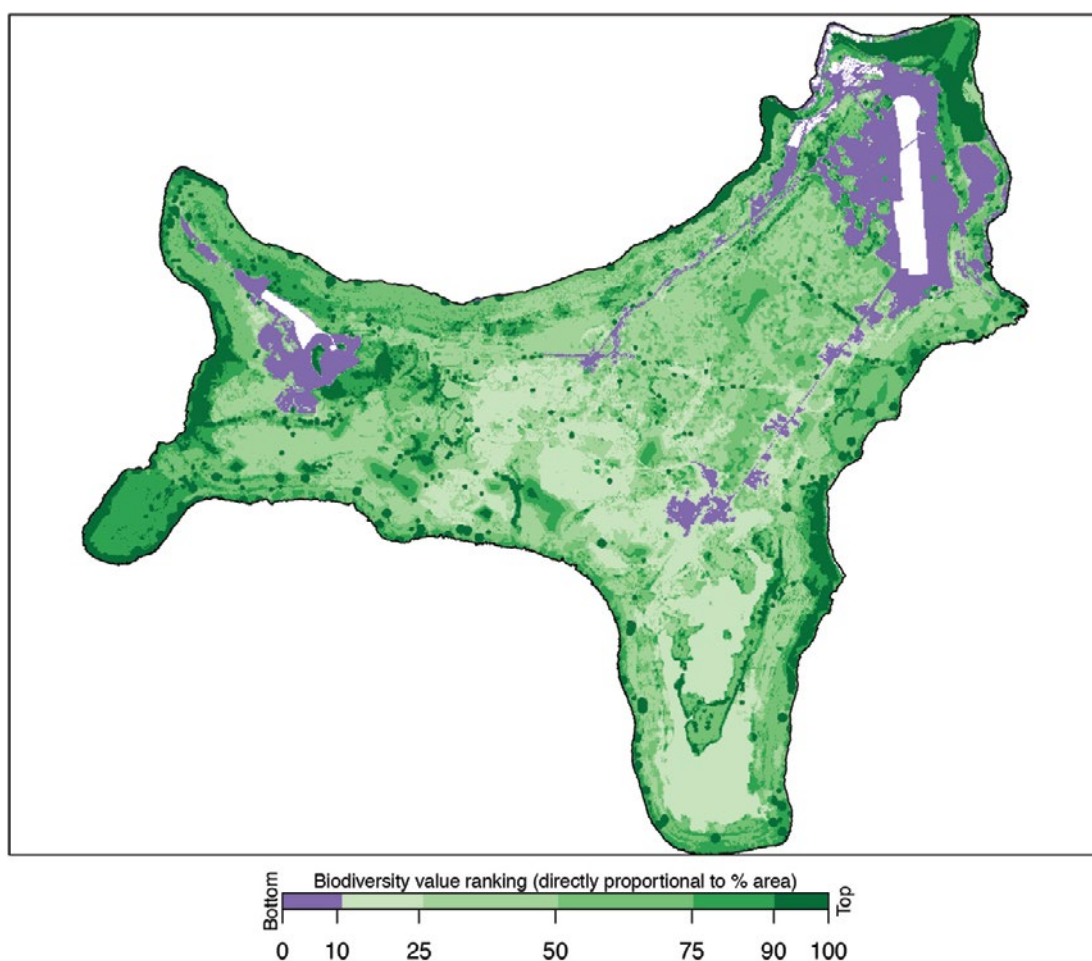 Biodiversity value ranking (directly proportional to % area)
Bottom
Top
0 10 25 50 75 90 100